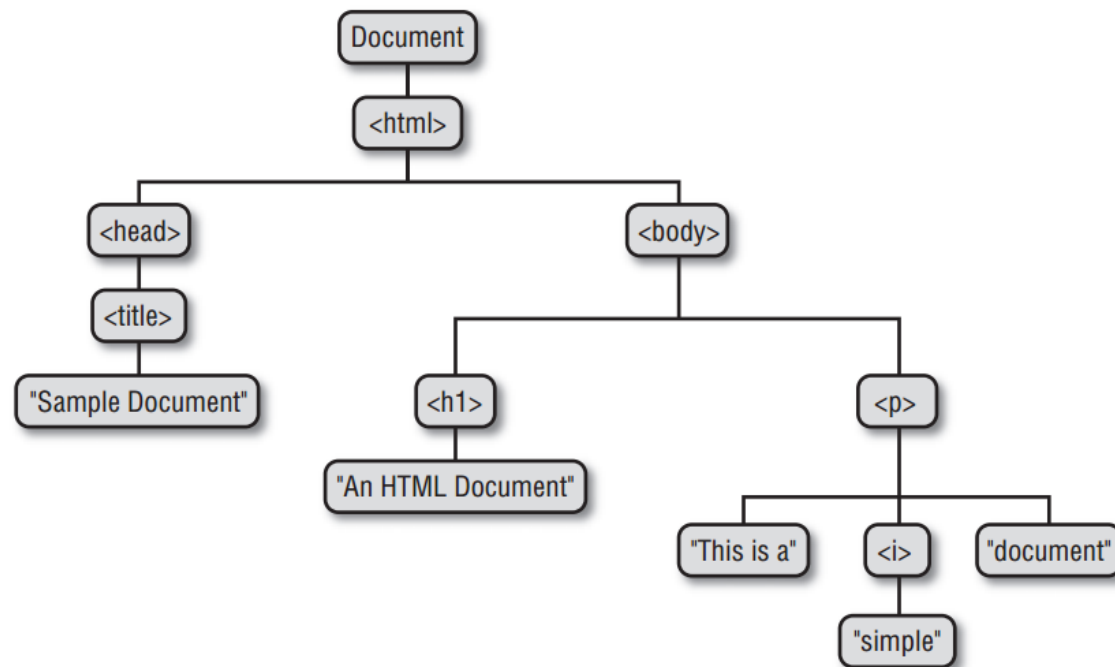 Document
<html>
<head>
<body>
<title>
"Sample Document"
<h1>
<p>
"An HTML Document"
"This is a"
<i>
"document"
"simple"